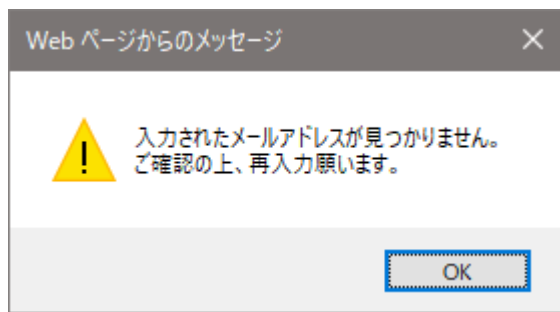 Web ページからのメッセージ
入力されたメールアドレスが見つかりません。
ご確認の上、再入力願います。
OK